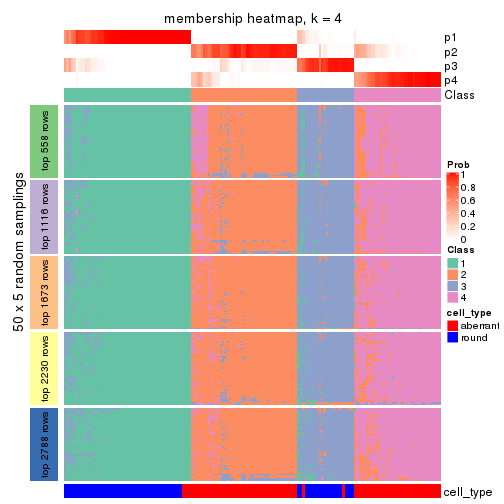 membership heatmap, k = 4
p1
p2
p3
p4
Class
50 x 5 random samplings
top 558 rows
top 1116 rows
top 1673 rows
top 2230 rows
top 2788 rows
cell_type
Prob
1
0.8
0.6
0.4
0.2
0
Class
1
2
3
4
cell_type
aberrant
round